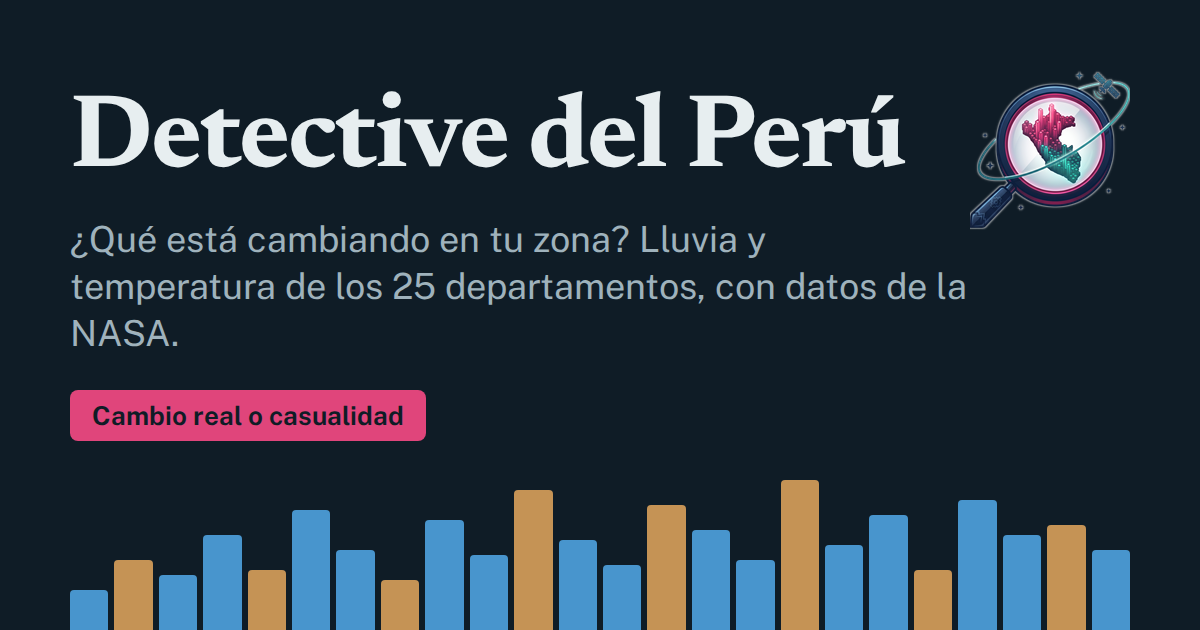 Detective del Perú
¿Qué está cambiando en tu zona? Lluvia y
temperatura de los 25 departamentos, con datos de la
NASA.
Cambio real o casualidad